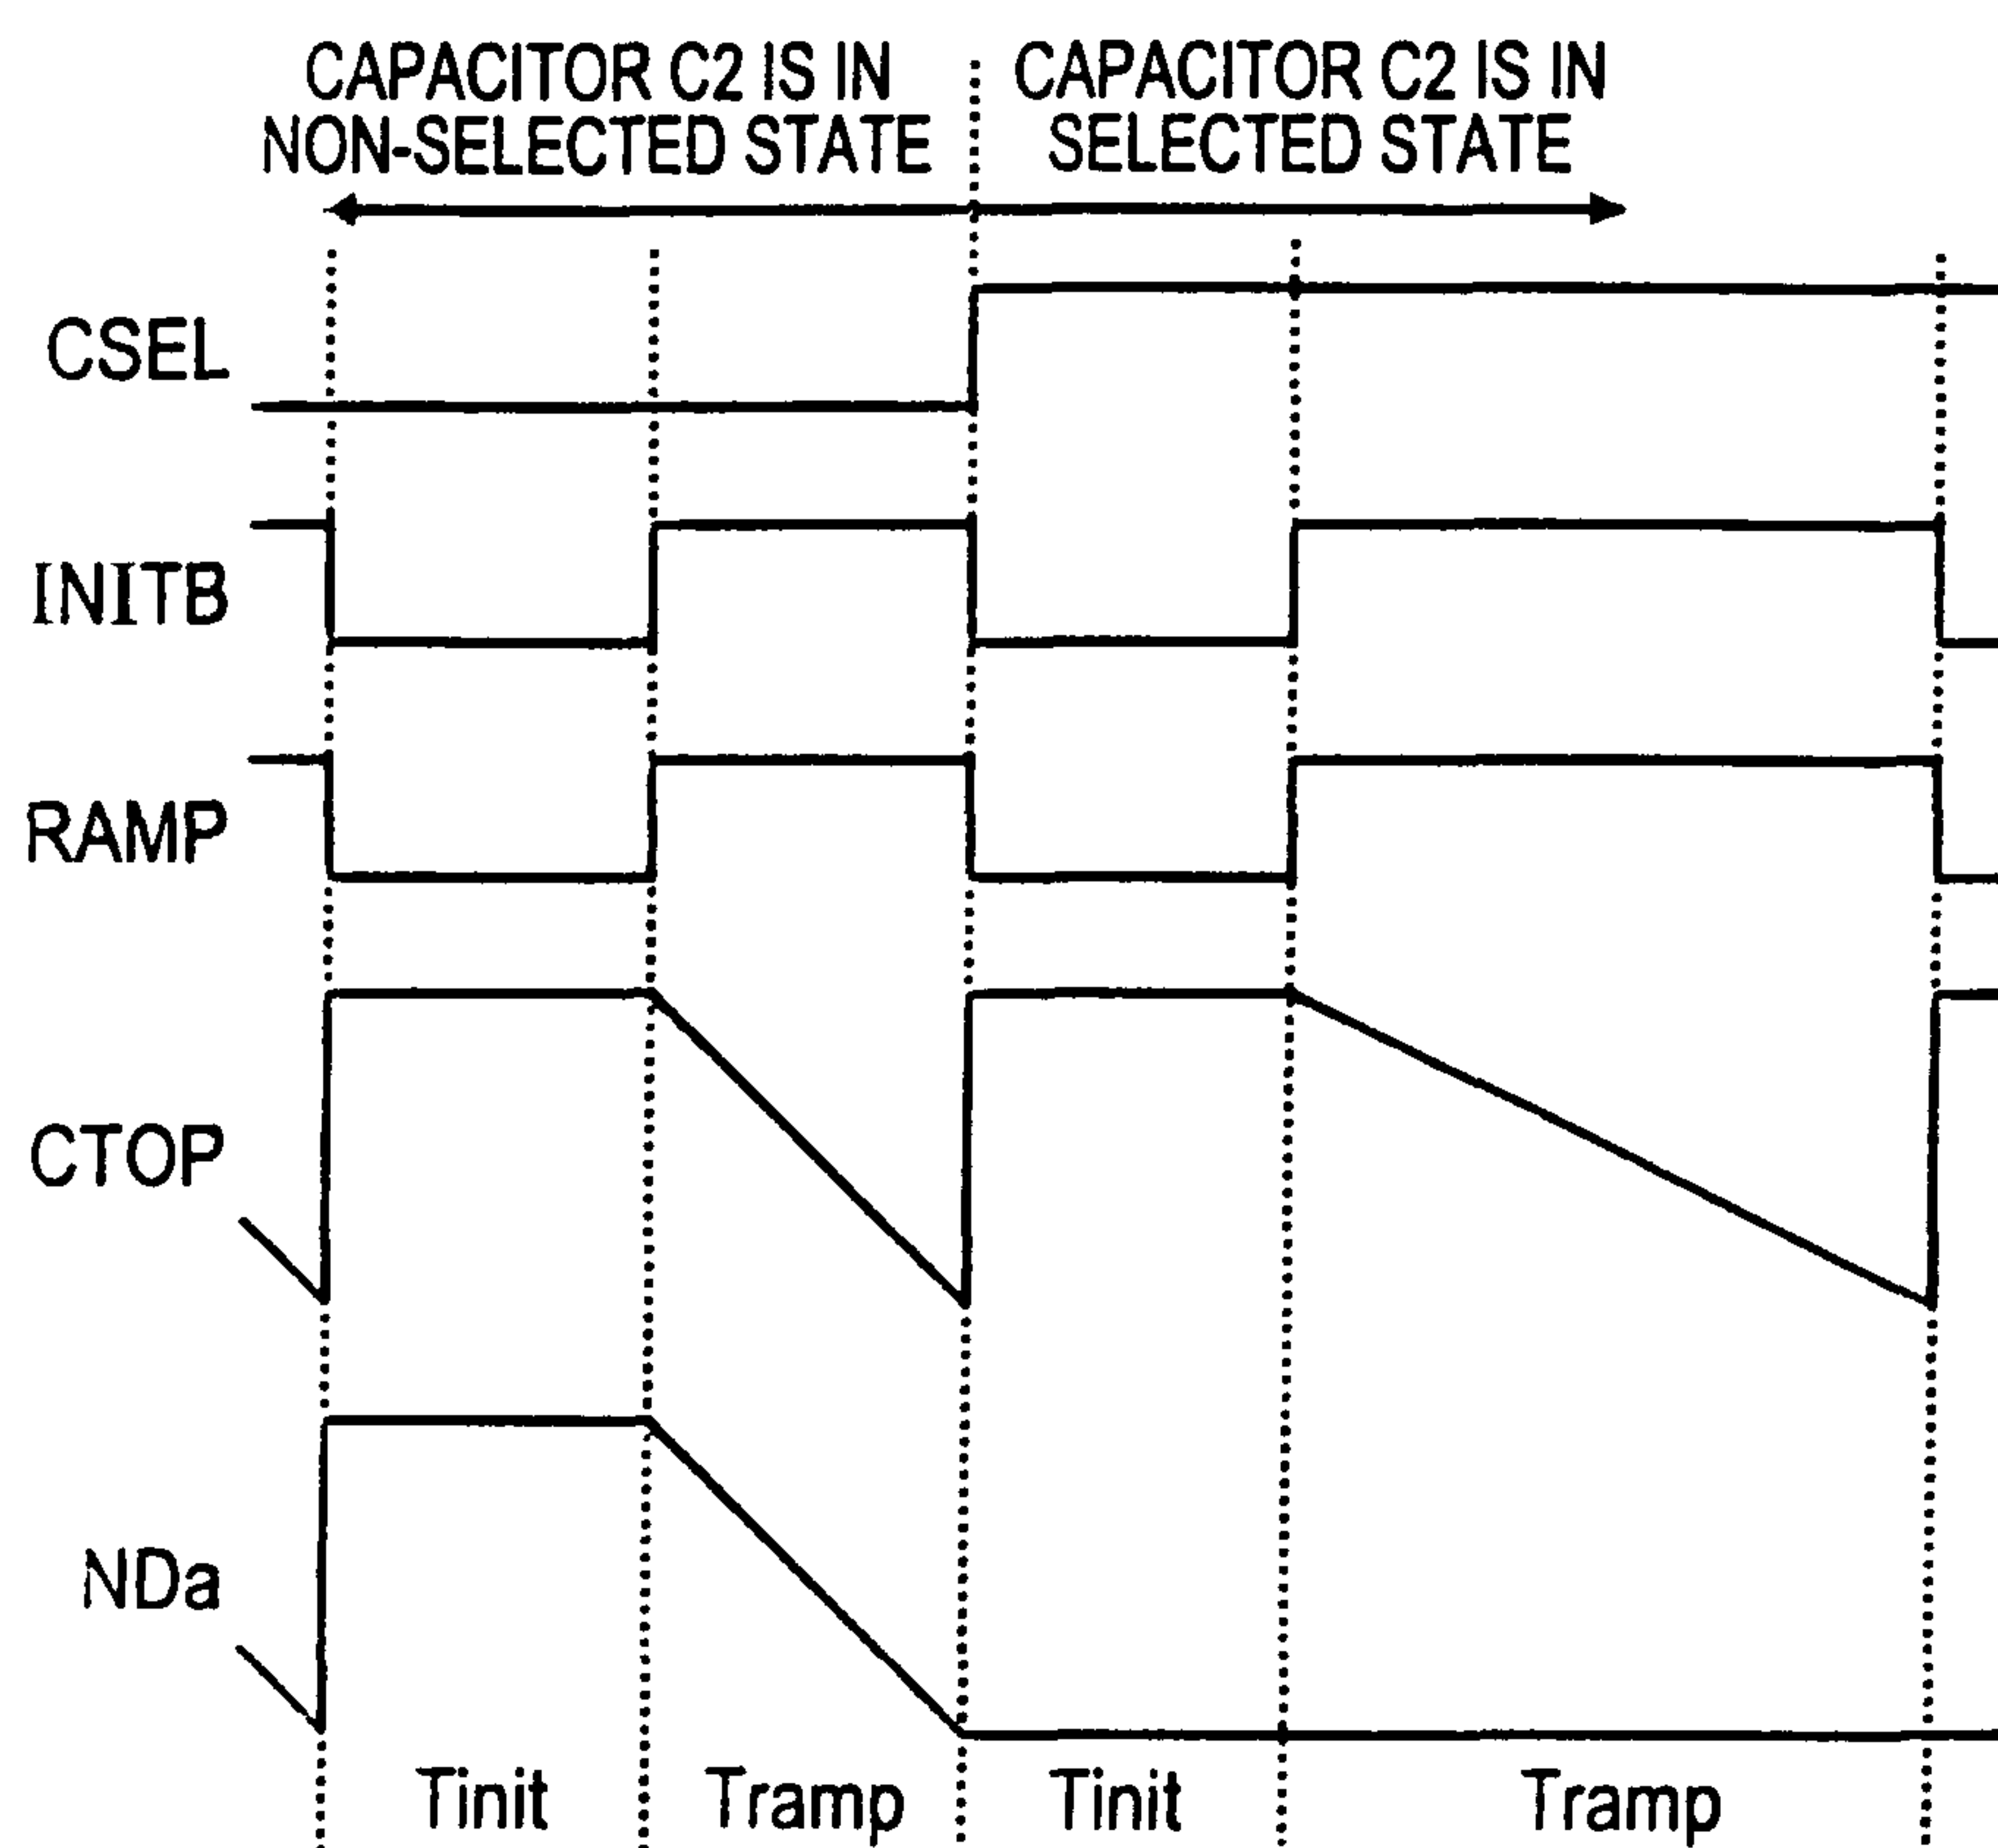 CAPACITOR C2 IS IN
NON-SELECTED STATE
CAPACITOR C2 IS IN
SELECTED STATE
CSEL
INITB
RAMP
CTOP
NDa
Tinit
Tramp
Tinit
Tramp